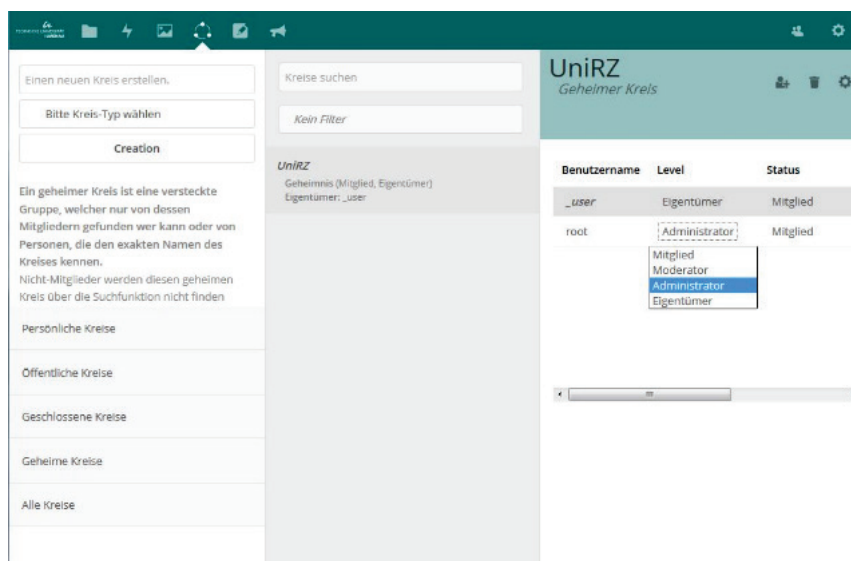 Einen neuen Kreis erstellen.
Bitte Kreis-Typ wählen
Creation
Ein geheimer Kreis ist eine versteckte
Gruppe, welcher nur von dessen
Mitgliedern gefunden wer kann oder von
Personen, die den exakten Namen des
Kreises kennen.
Nicht-Mitglieder werden diesen geheimen
Kreis über die Suchfunktion nicht finden
Persönliche Kreise
Öffentliche Kreise
Geschlossene Kreise
Geheime Kreise
Alle Kreise
Kreise suchen
Kein Filter
UniRZ
Geheimnis (Mitglied, Eigentümer)
Eigentümer: _user
UniRZ
Geheimer Kreis
Benutzername Level Status
_user Eigentümer Mitglied
root Administrator Mitglied
Mitglied
Moderator
Administrator
Eigentümer